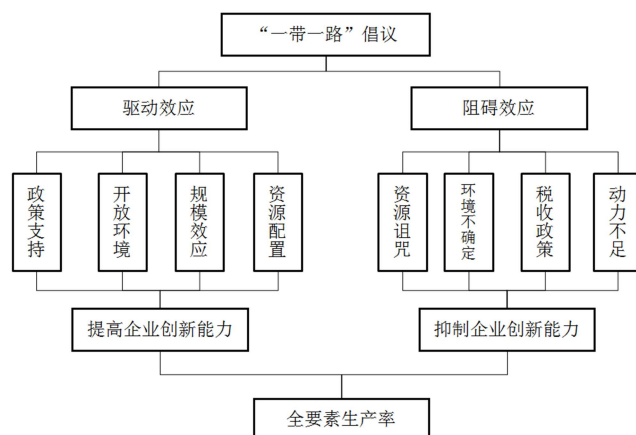 “一带一路”倡议
驱动效应
阻碍效应
政策支持
开放环境
规模效应
资源配置
资源诅咒
环境不确定
税收政策
动力不足
提高企业创新能力
抑制企业创新能力
全要素生产率